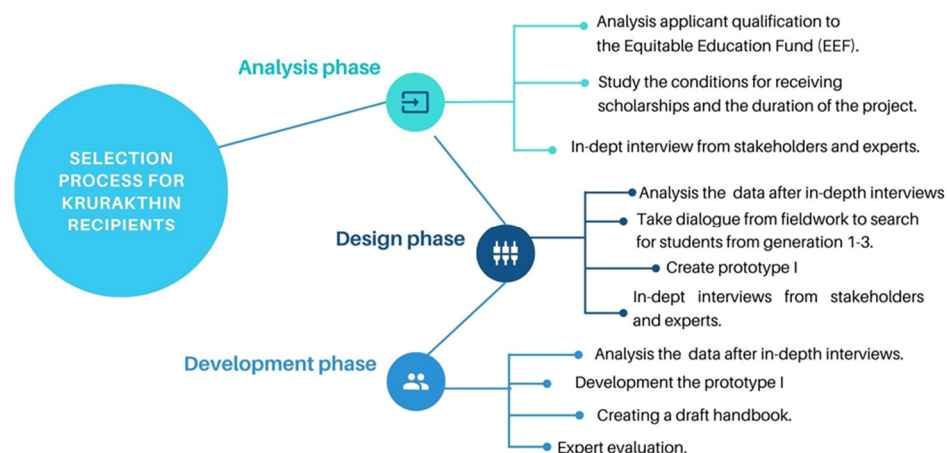 SELECTION
PROCESS FOR
KRURAKTHIN
RECIPIENTS
Analysis phase
Analysis applicant qualification to
the Equitable Education Fund (EEF).
Study the conditions for receiving
scholarships and the duration of the project.
In-dept interview from stakeholders and experts.
Design phase
Analysis the data after in-depth interviews
Take dialogue from fieldwork to search
for students from generation 1-3.
Create prototype I
In-dept interviews from stakeholders
and experts.
Development phase
Analysis the data after in-depth interviews.
Development the prototype I
Creating a draft handbook.
Expert evaluation.